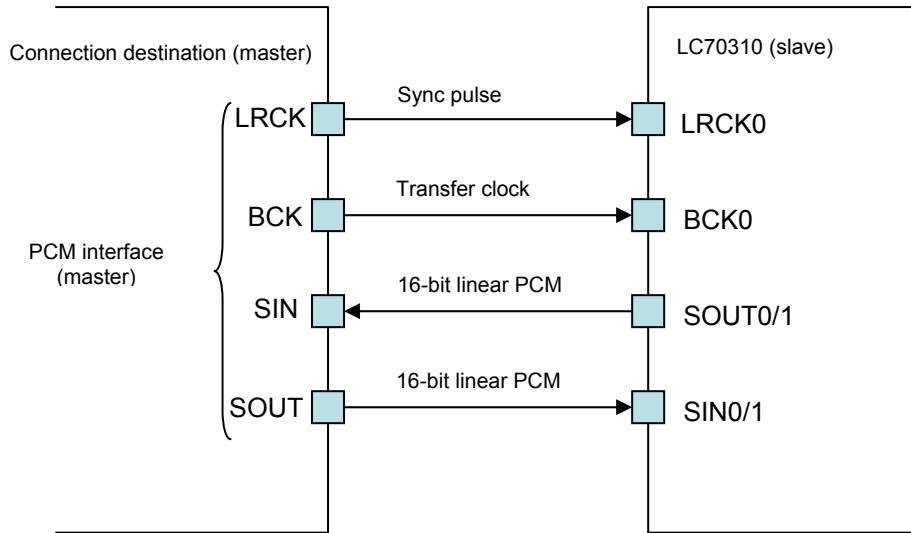 Connection destination (master)
LC70310 (slave)
LRCK
Sync pulse
LRCK0
BCK
Transfer clock
BCK0
PCM interface
(master)
SIN
16-bit linear PCM
SOUT0/1
SOUT
16-bit linear PCM
SIN0/1